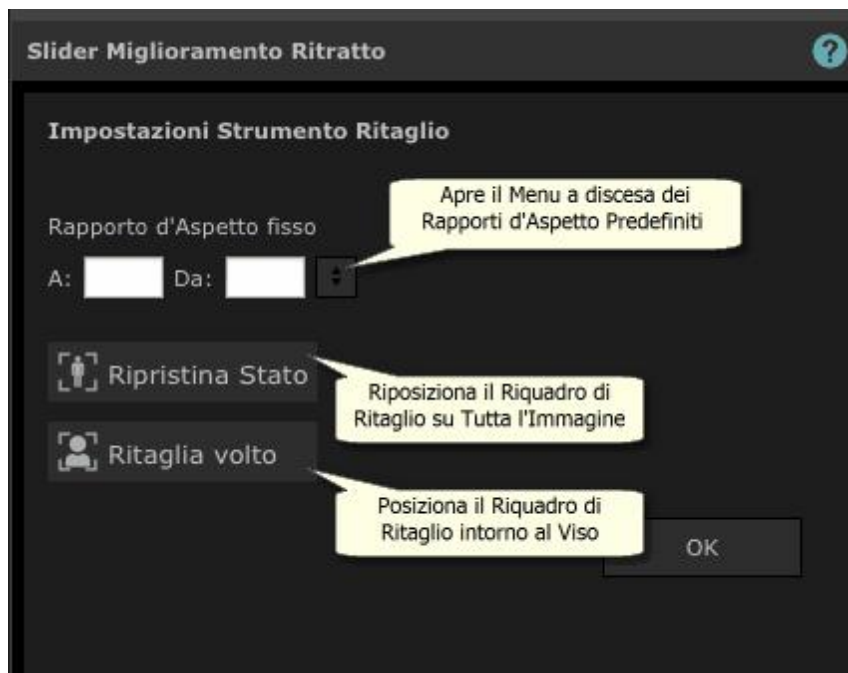 Slider Miglioramento Ritratto
?
Impostazioni Strumento Ritaglio
Apre il Menu a discesa dei
Rapporti d'Aspetto Predefiniti
Rapporto d'Aspetto fisso
A: Da:
Ripristina Stato
Riposiziona il Riquadro di
Ritaglio su Tutta l'Immagine
Ritaglia volto
Posiziona il Riquadro di
Ritaglio intorno al Viso
OK